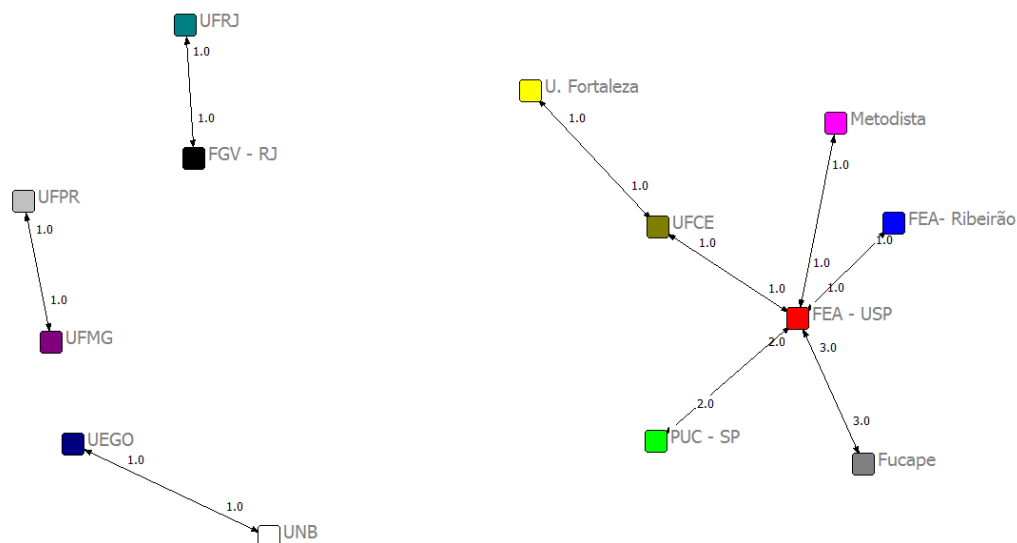 UFRJ
1.0
1.0
FGV - RJ
UFPR
1.0
1.0
UFMG
UEGO
1.0
1.0
UNB
U. Fortaleza
1.0
1.0
UFCE
1.0
1.0
Metodista
1.0
1.0
FEA- Ribeirão
1.0
1.0
FEA - USP
2.0
2.0
PUC - SP
3.0
3.0
Fucape